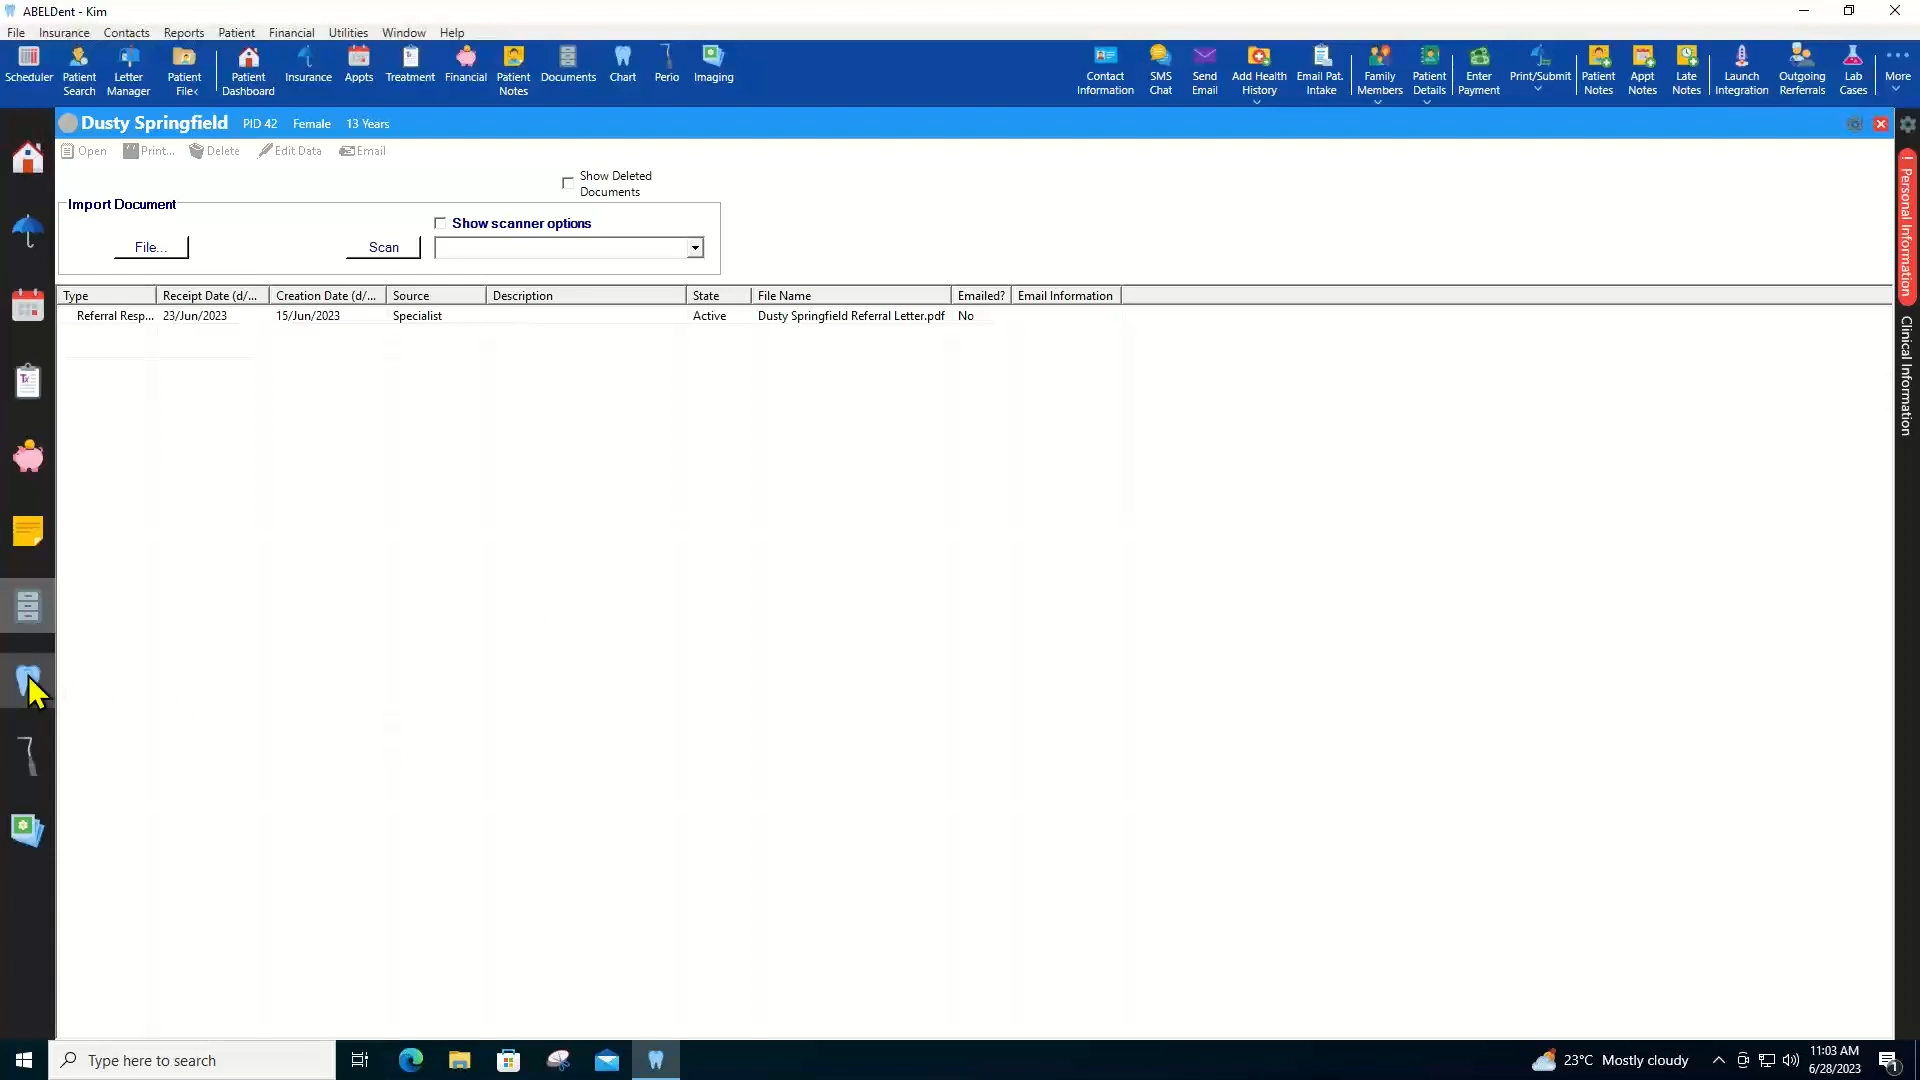 ABELDent - Kim
File Insurance Contacts Reports Patient Financial Utilities Window Help
Scheduler
Patient Search
Letter Manager
Patient File<
Patient Dashboard
Insurance
Appts
Treatment
Financial
Patient Notes
Documents
Chart
Perio
Imaging
Contact Information
SMS Chat
Send Email
Add Health History
Email Pat. Intake
Family Members
Patient Details
Enter Payment
Print/Submit
Patient Notes
Appt Notes
Late Notes
Launch Integration
Outgoing Rerferrals
Lab Cases
More
Dusty Springfield PID 42 Female 13 Years
Open Print... Delete Edit Data Email
Show Deleted
Documents
Import Document
Show scanner options
File... Scan
Type Receipt Date (d/... Creation Date (d/... Source Description State File Name Emailed? Email Information
Referral Resp... 23/Jun/2023 15/Jun/2023 Specialist Active Dusty Springfield Referral Letter.pdf No
! Personal Information
Clinical Information
Tx
Type here to search
23°C Mostly cloudy
11:03 AM
6/28/2023
1